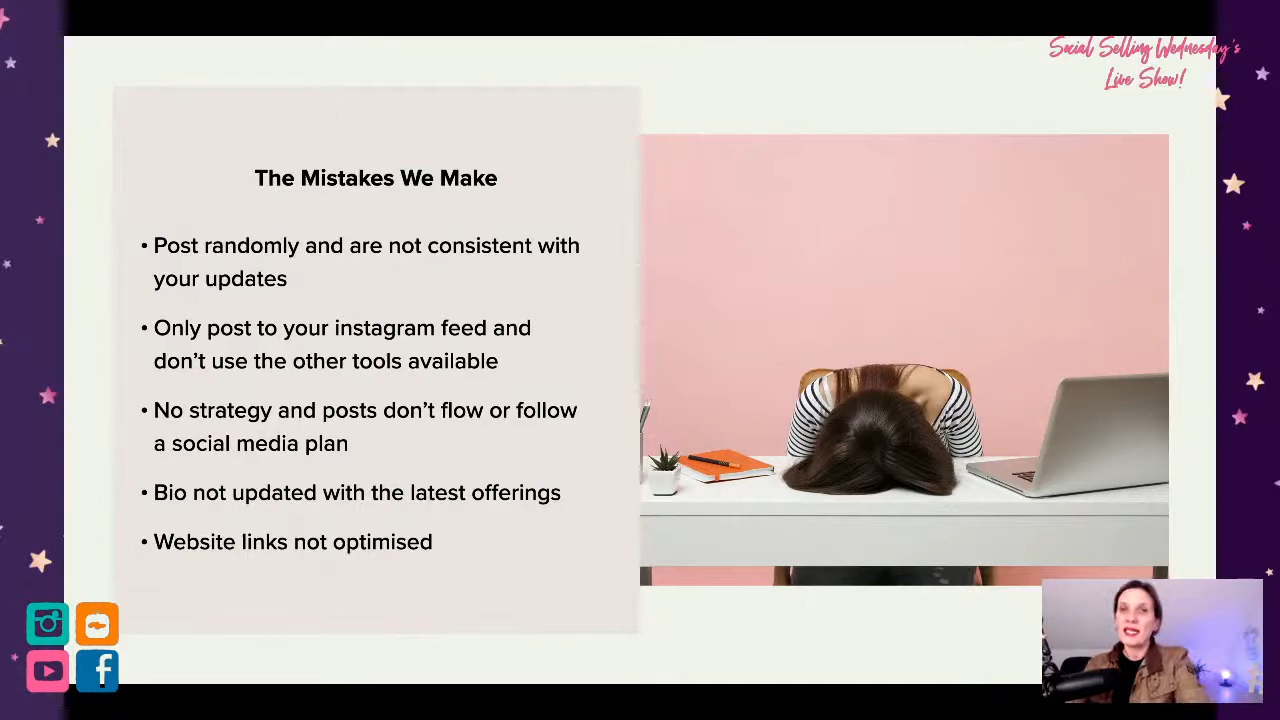 Social Selling Wednesday's
Live Show!
The Mistakes We Make
• Post randomly and are not consistent with
your updates
• Only post to your instagram feed and
don't use the other tools available
• No strategy and posts don't flow or follow
a social media plan
• Bio not updated with the latest offerings
• Website links not optimised